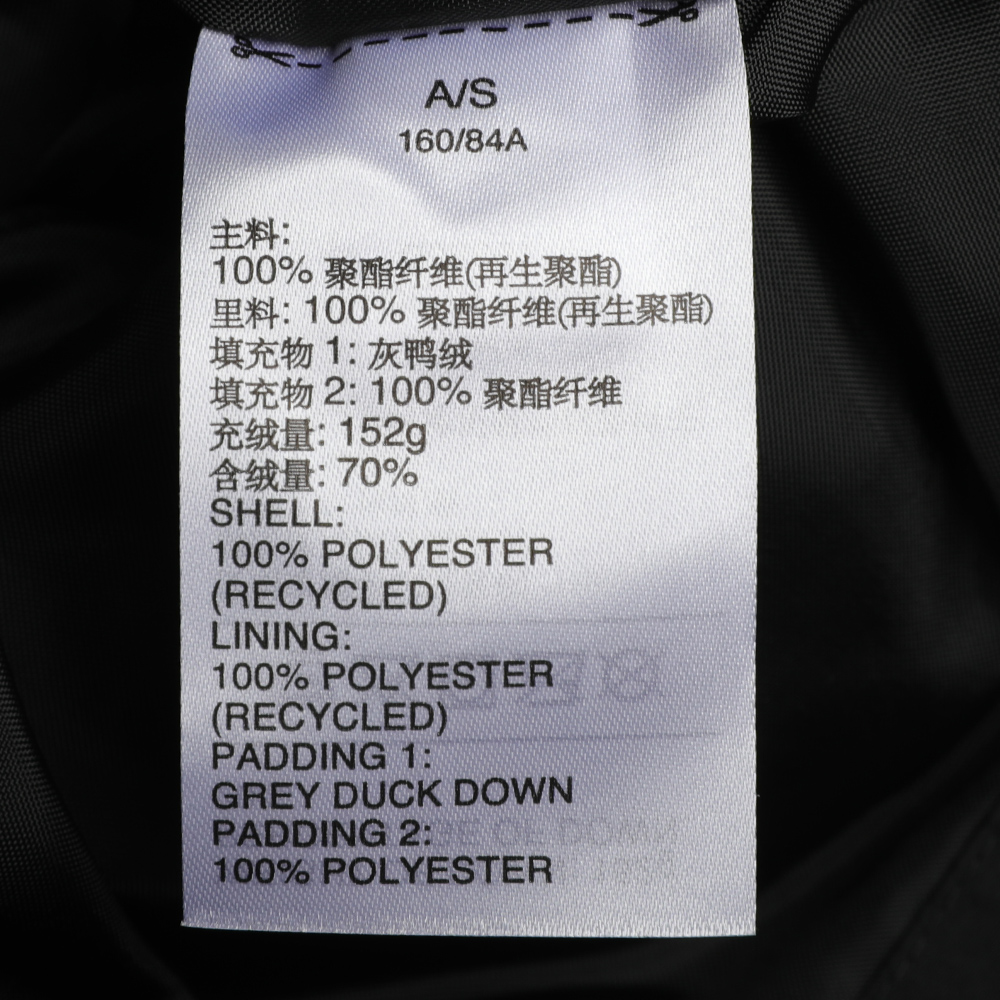 A/S
160/84A
主料:
100% 聚酯纤维(再生聚酯)
里料: 100% 聚酯纤维(再生聚酯)
填充物 1: 灰鸭绒
填充物 2: 100% 聚酯纤维
充绒量: 152g
含绒量: 70%
SHELL:
100% POLYESTER
(RECYCLED)
LINING:
100% POLYESTER
(RECYCLED)
PADDING 1:
GREY DUCK DOWN
PADDING 2:
100% POLYESTER